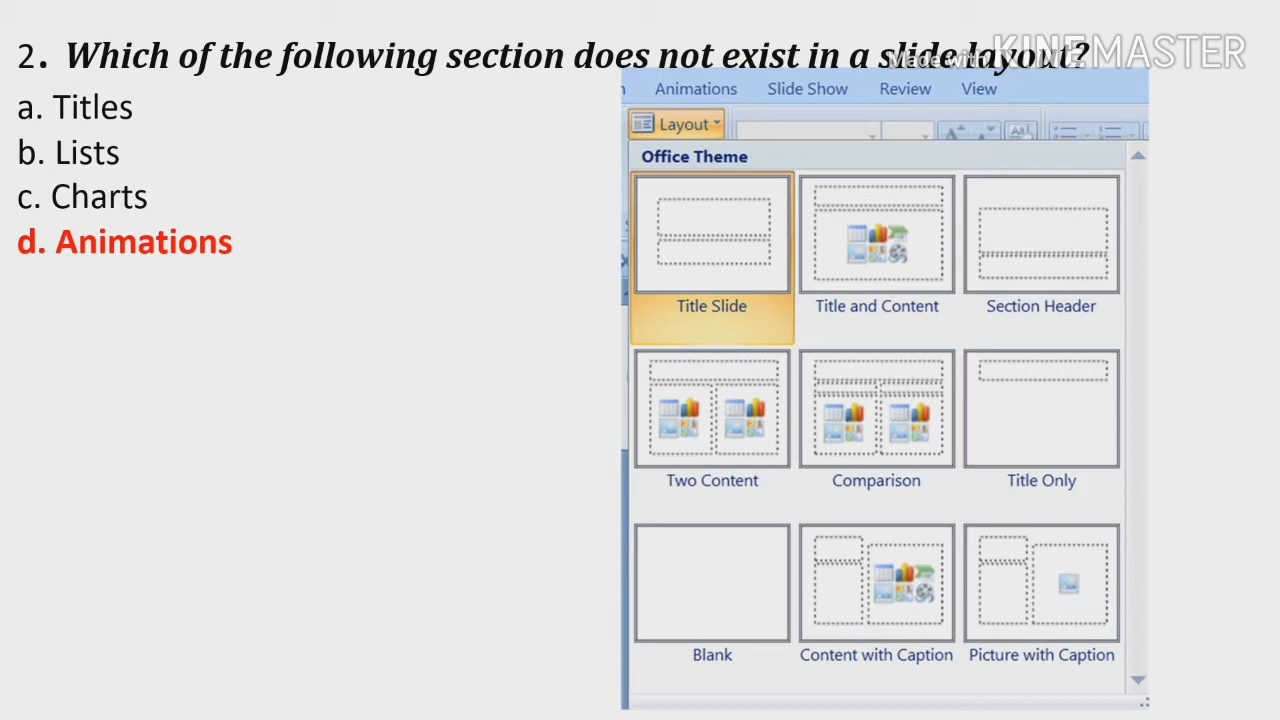 2. Which of the following section does not exist in a slide layout?
Made with KINEMASTER
a. Titles
b. Lists
c. Charts
d. Animations
Animations Slide Show Review View
Layout
Office Theme
Title Slide Title and Content Section Header
Two Content Comparison Title Only
Blank Content with Caption Picture with Caption